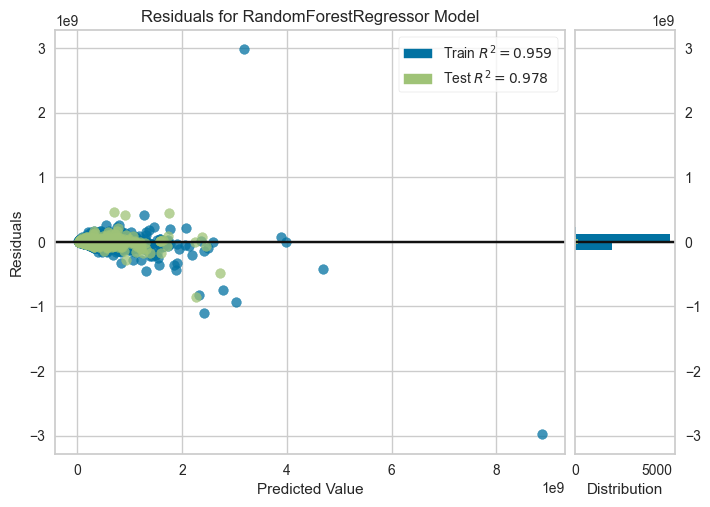 Residuals for RandomForestRegressor Model
1e9
1e9
Train R² = 0.959
Test R² = 0.978
3
2
1
0
−1
−2
−3
Residuals
3
2
1
0
−1
−2
−3
0
2
4
6
8
1e9
Predicted Value
0
5000
Distribution